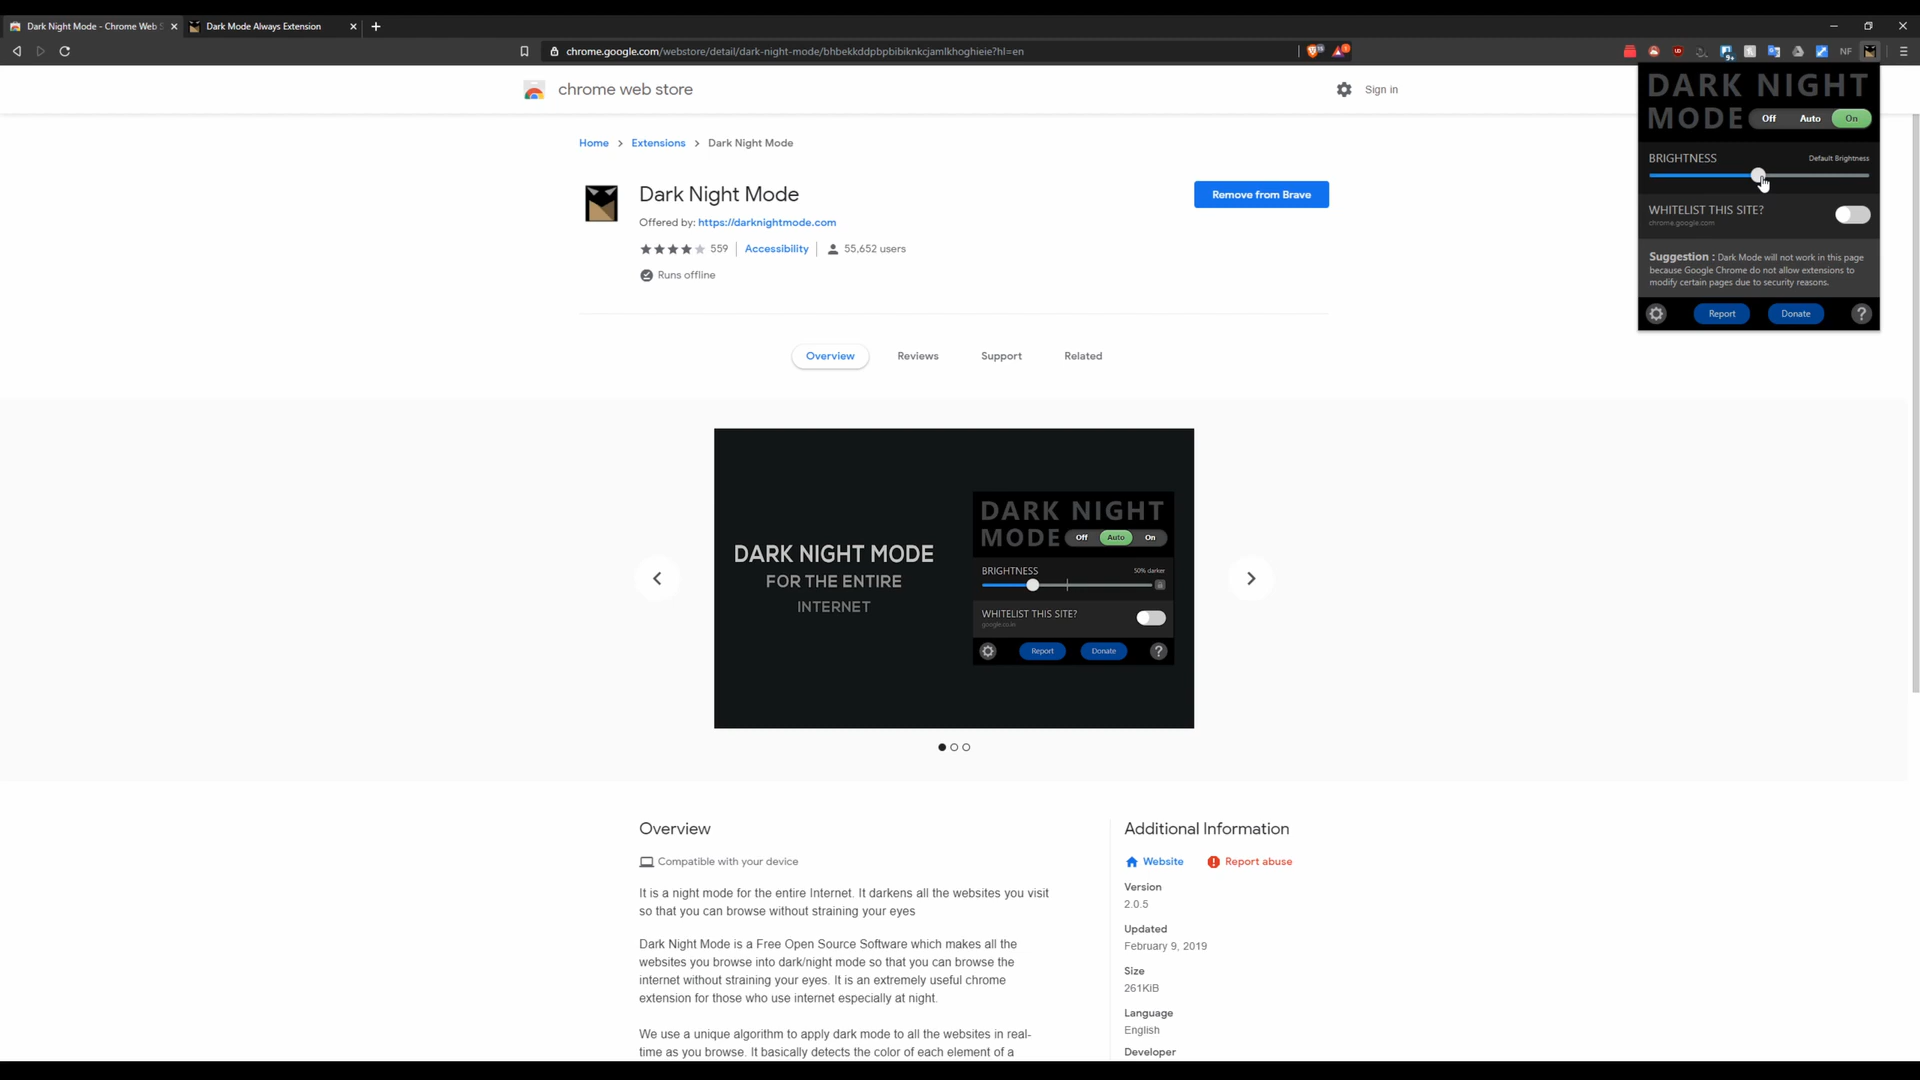 Dark Night Mode - Chrome Web S
Dark Mode Always Extension
chrome.google.com/webstore/detail/dark-night-mode/bhbekkddpbpbibiknkcjamlkhoghieie?hl=en
NF
chrome web store
Sign in
DARK NIGHT
MODE Off Auto On
BRIGHTNESS Default Brightness
WHITELIST THIS SITE?
chrome.google.com
Suggestion : Dark Mode will not work in this page
because Google Chrome do not allow extensions to
modify certain pages due to security reasons.
Report Donate ?
Home > Extensions > Dark Night Mode
Dark Night Mode
Remove from Brave
Offered by: https://darknightmode.com
559 Accessibility 55,652 users
Runs offline
Overview Reviews Support Related
DARK NIGHT MODE
FOR THE ENTIRE
INTERNET
DARK NIGHT
MODE Off Auto On
BRIGHTNESS 50% darker
WHITELIST THIS SITE?
google.co.in
Report Donate ?
Overview
Compatible with your device
It is a night mode for the entire Internet. It darkens all the websites you visit
so that you can browse without straining your eyes
Dark Night Mode is a Free Open Source Software which makes all the
websites you browse into dark/night mode so that you can browse the
internet without straining your eyes. It is an extremely useful chrome
extension for those who use internet especially at night.
We use a unique algorithm to apply dark mode to all the websites in real-
time as you browse. It basically detects the color of each element of a
Additional Information
Website Report abuse
Version
2.0.5
Updated
February 9, 2019
Size
261KiB
Language
English
Developer